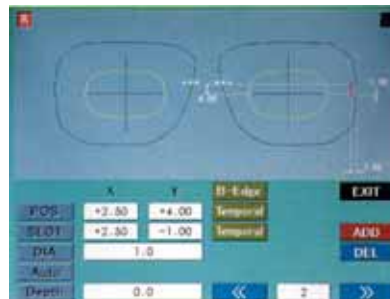 R
X Y B-Edge EXIT
POS +2.50 +4.00 Temporal
SLOT +2.50 -1.00 Temporal ADD
DIA 1.0 DEL
Auto
Depth 0.0 « 2 »